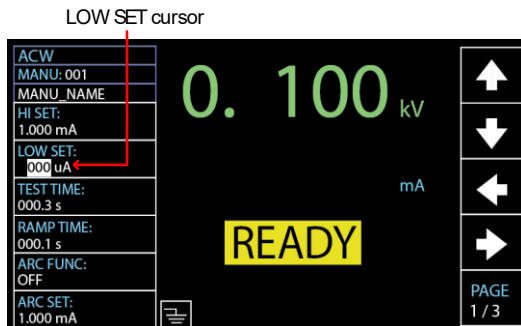 LOW SET cursor
ACW
MANU: 001
MANU_NAME
HI SET:
1.000 mA
LOW SET:
000 uA
TEST TIME:
000.3 s
RAMP TIME:
000.1 s
ARC FUNC:
OFF
ARC SET:
1.000 mA
0. 100 kV
mA
READY
PAGE
1 / 3